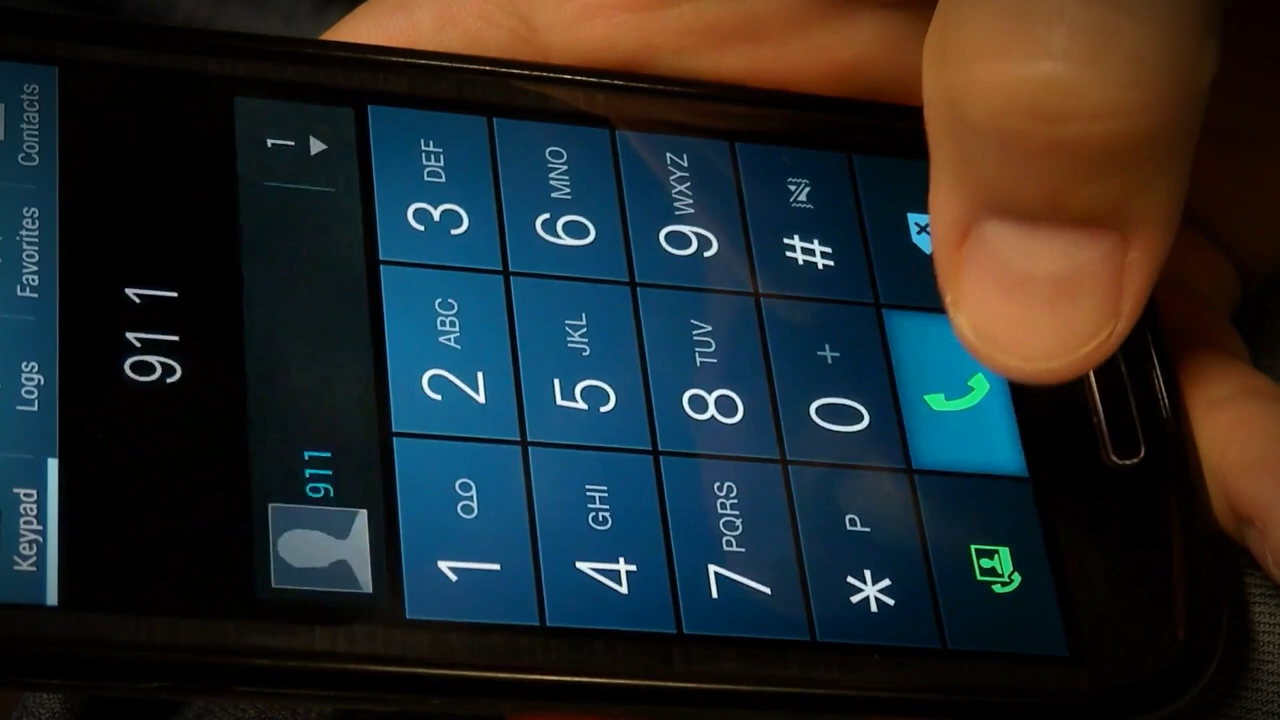 Keypad Logs Favorites Contacts
911
911 1
1 2 ABC 3 DEF
4 GHI 5 JKL 6 MNO
7 PQRS 8 TUV 9 WXYZ
* P 0 + #